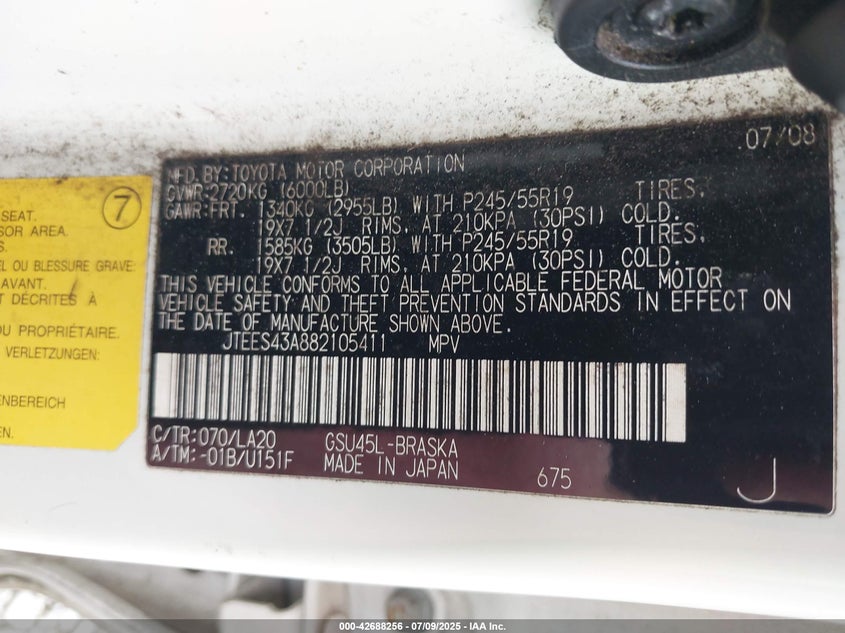 07/08
MFD. BY: TOYOTA MOTOR CORPORATION
GVWR: 2720KG (6000LB)
GAWR: FRT. 1340KG (2955LB) WITH P245/55R19 TIRES,
19X7 1/2J RIMS, AT 210KPA (30PSI) COLD.
RR. 1585KG (3505LB) WITH P245/55R19 TIRES,
19X7 1/2J RIMS, AT 210KPA (30PSI) COLD.
THIS VEHICLE CONFORMS TO ALL APPLICABLE FEDERAL MOTOR
VEHICLE SAFETY AND THEFT PREVENTION STANDARDS IN EFFECT ON
THE DATE OF MANUFACTURE SHOWN ABOVE.
JTEES43A882105411 MPV
C/TR: 070/LA20 GSU45L-BRASKA
A/TM: -01B/U151F MADE IN JAPAN 675 J
7
SEAT.
SOR AREA.
S.
EL OU BLESSURE GRAVE
AVANT.
T DÉCRITES À
DU PROPRIÉTAIRE.
VERLETZUNGEN:
ENBEREICH
EN.
000-42688256 - 07/09/2025 - © IAA Inc.